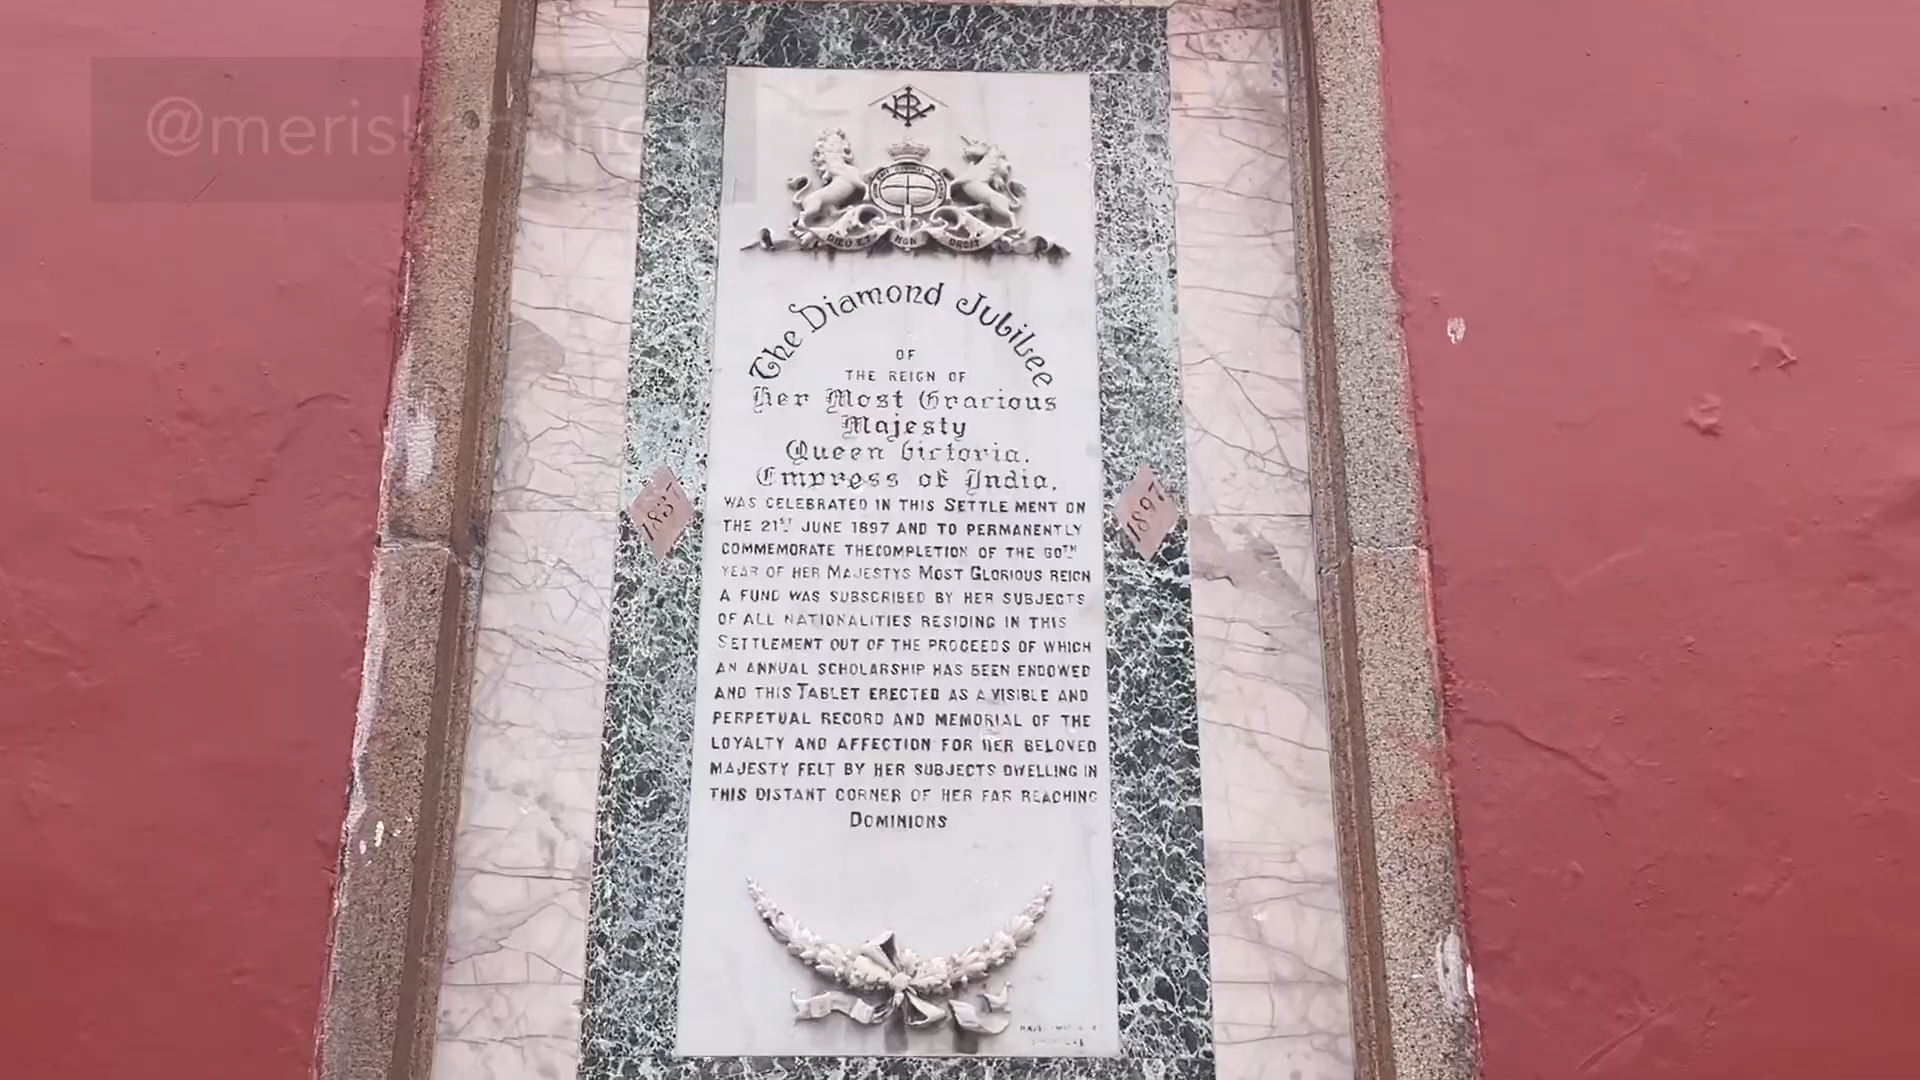 DIEU ET MON DROIT
The Diamond Jubilee
OF
THE REIGN OF
Her Most Gracious
Majesty
Queen Victoria.
Empress of India,
WAS CELEBRATED IN THIS SETTLEMENT ON
THE 21ST JUNE 1897 AND TO PERMANENTLY
COMMEMORATE THECOMPLETION OF THE 60TH
YEAR OF HER MAJESTYS MOST GLORIOUS REIGN
A FUND WAS SUBSCRIBED BY HER SUBJECTS
OF ALL NATIONALITIES RESIDING IN THIS
SETTLEMENT OUT OF THE PROCEEDS OF WHICH
AN ANNUAL SCHOLARSHIP HAS BEEN ENDOWED
AND THIS TABLET ERECTED AS A VISIBLE AND
PERPETUAL RECORD AND MEMORIAL OF THE
LOYALTY AND AFFECTION FOR HER BELOVED
MAJESTY FELT BY HER SUBJECTS DWELLING IN
THIS DISTANT CORNER OF HER FAR REACHING
DOMINIONS
1837
1897